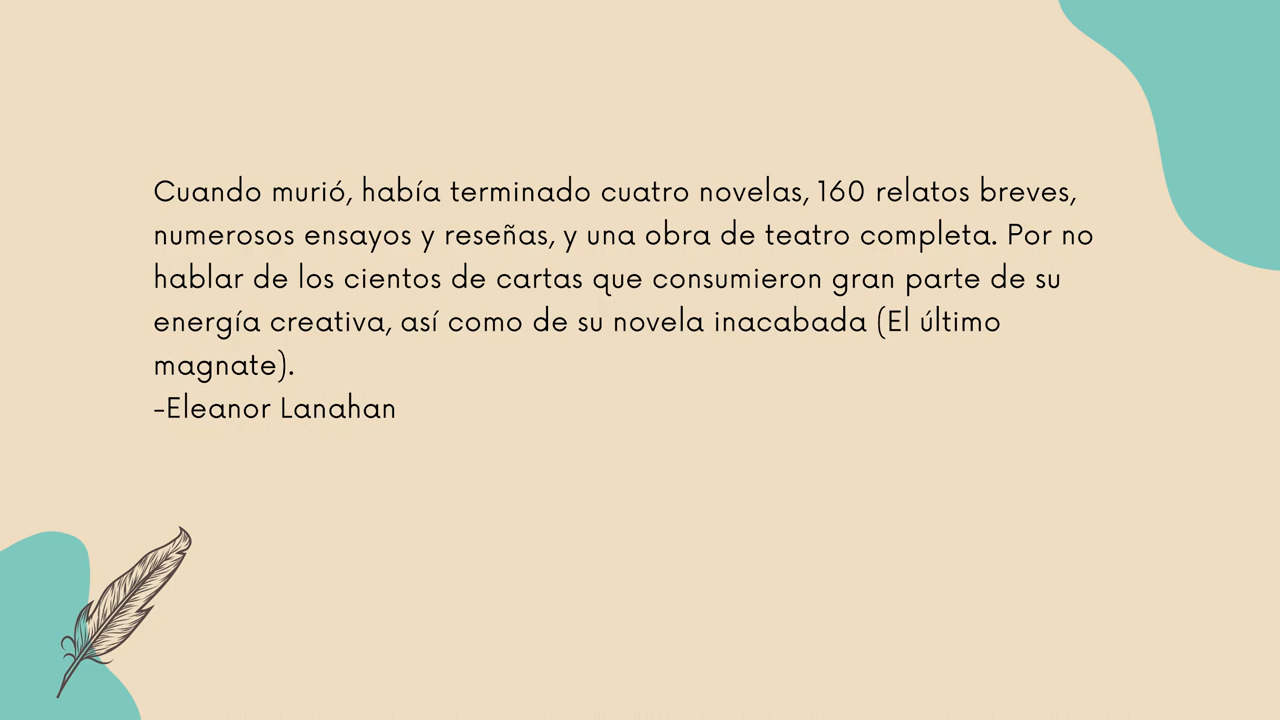 Cuando murió, había terminado cuatro novelas, 160 relatos breves,
numerosos ensayos y reseñas, y una obra de teatro completa. Por no
hablar de los cientos de cartas que consumieron gran parte de su
energía creativa, así como de su novela inacabada (El último
magnate).
-Eleanor Lanahan